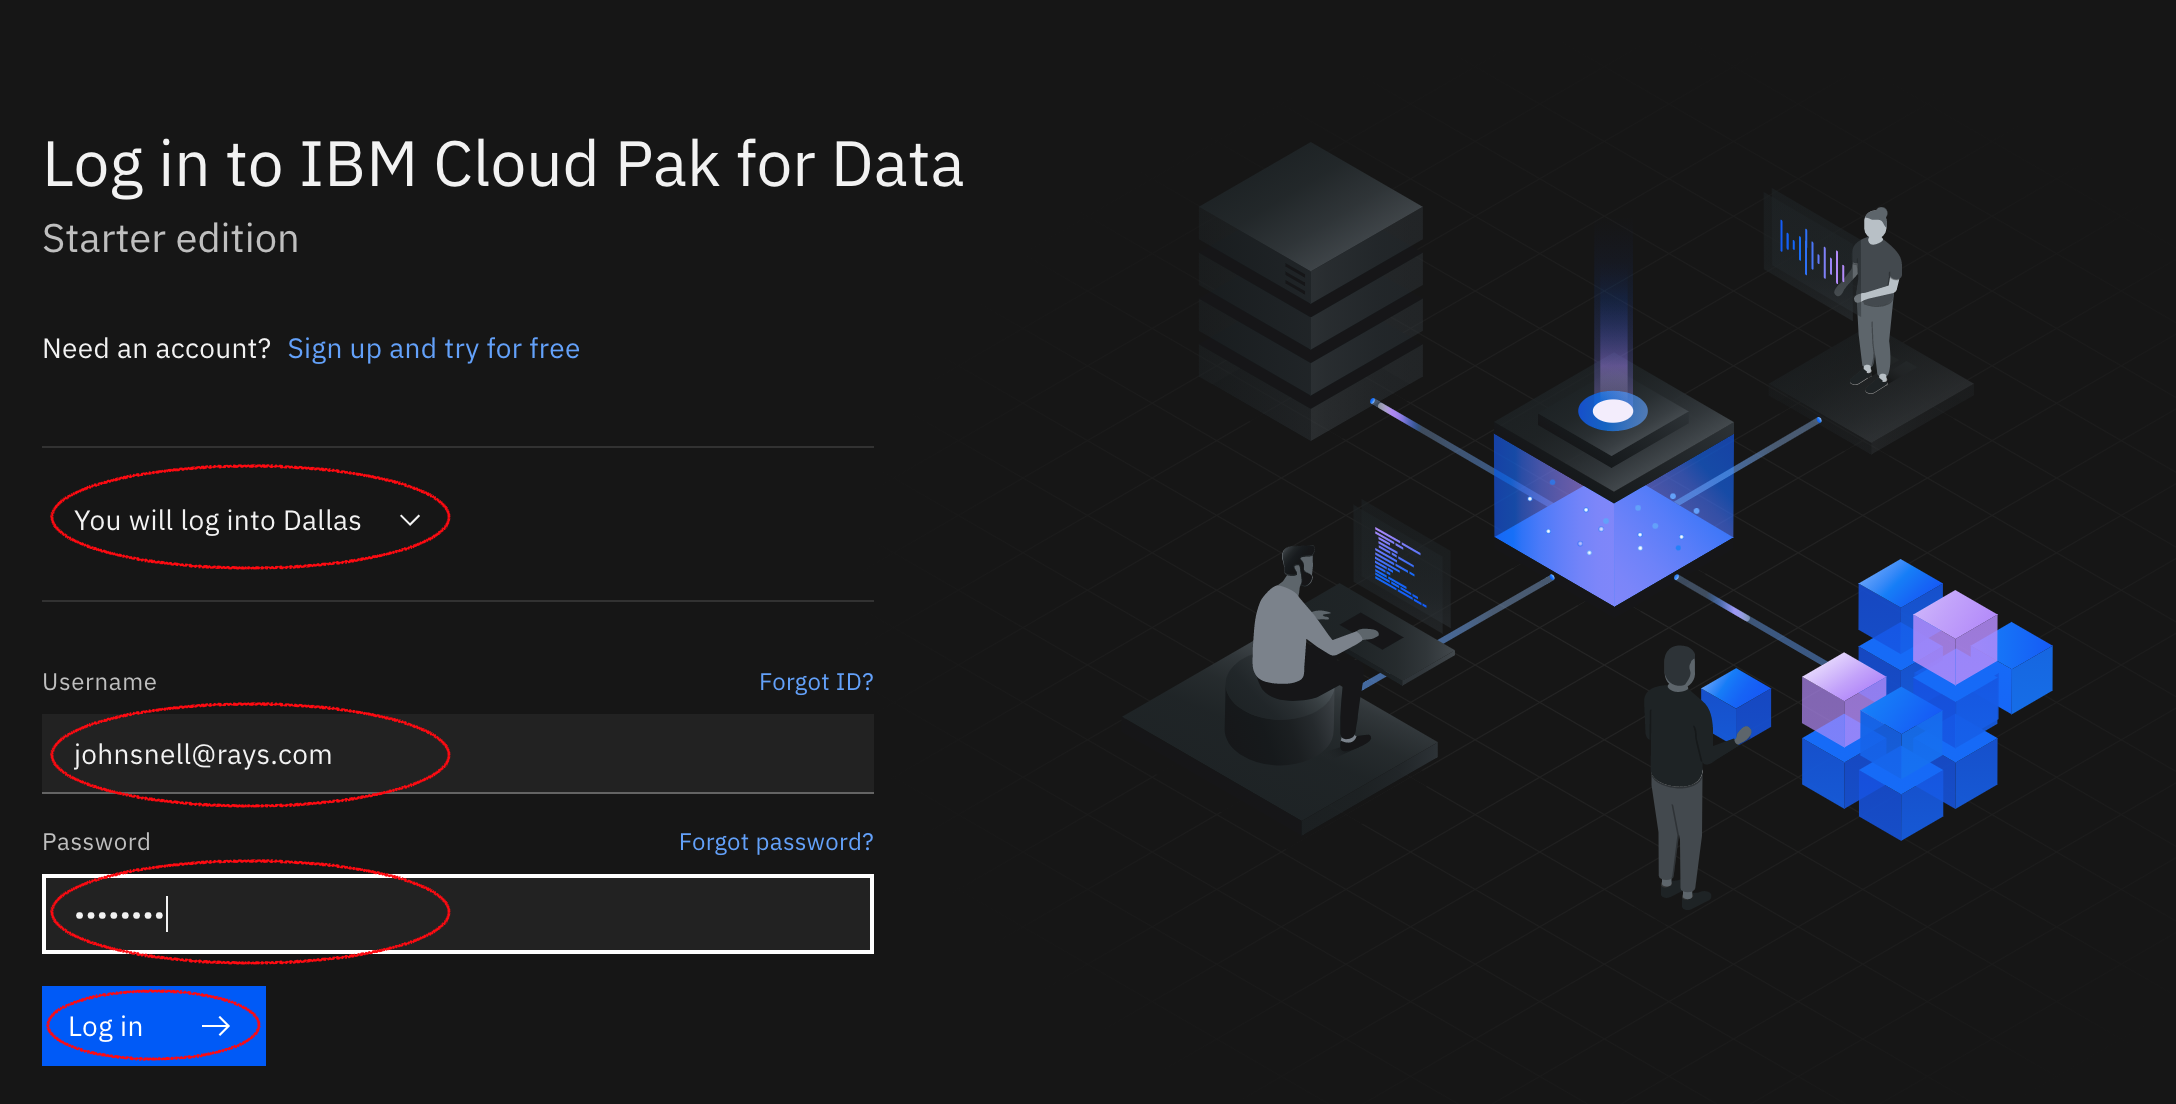 Log in to IBM Cloud Pak for Data
Starter edition
Need an account? Sign up and try for free
You will log into Dallas
Username Forgot ID?
johnsnell@rays.com
Password Forgot password?
••••••••
Log in →